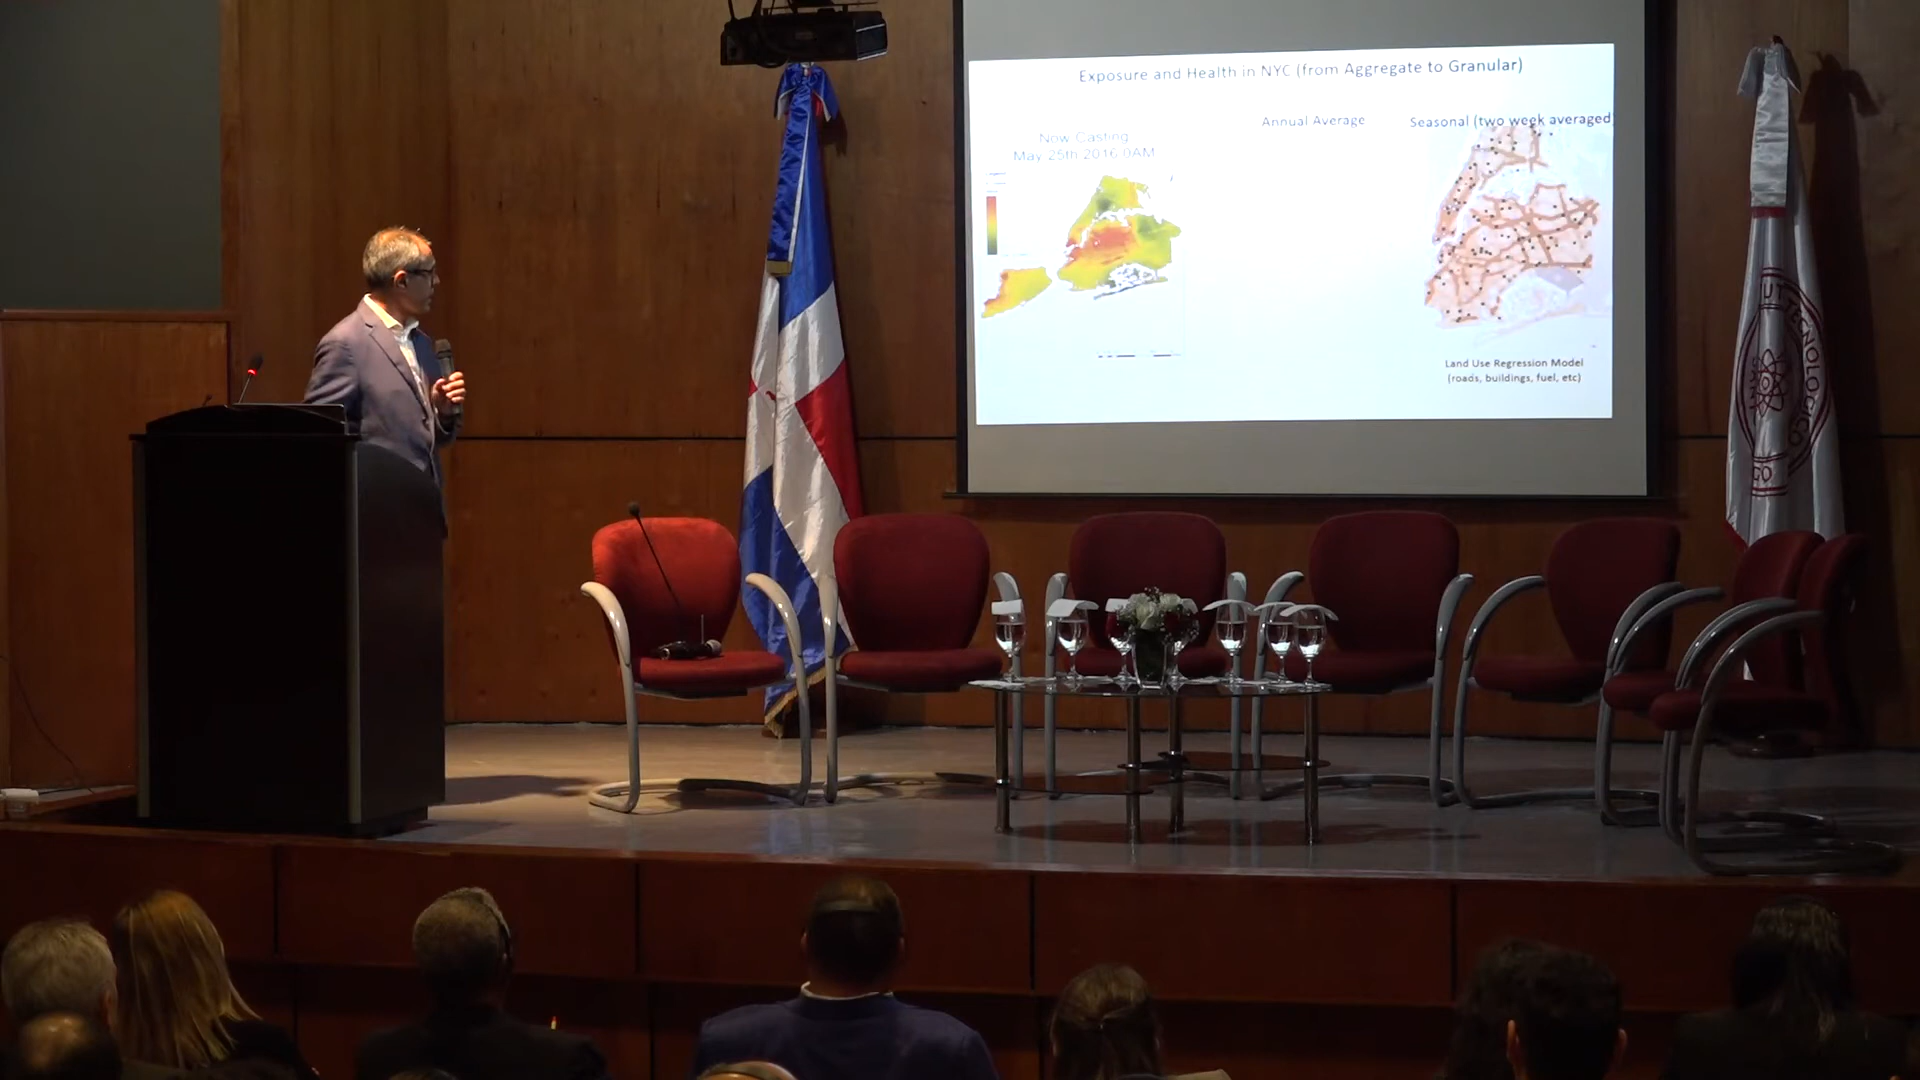 Exposure and Health in NYC (from Aggregate to Granular)
Now Casting
May 25th 2016 0AM
Annual Average
Seasonal (two week averaged
Land Use Regression Model
(roads, buildings, fuel, etc)
TECNOLOGICO